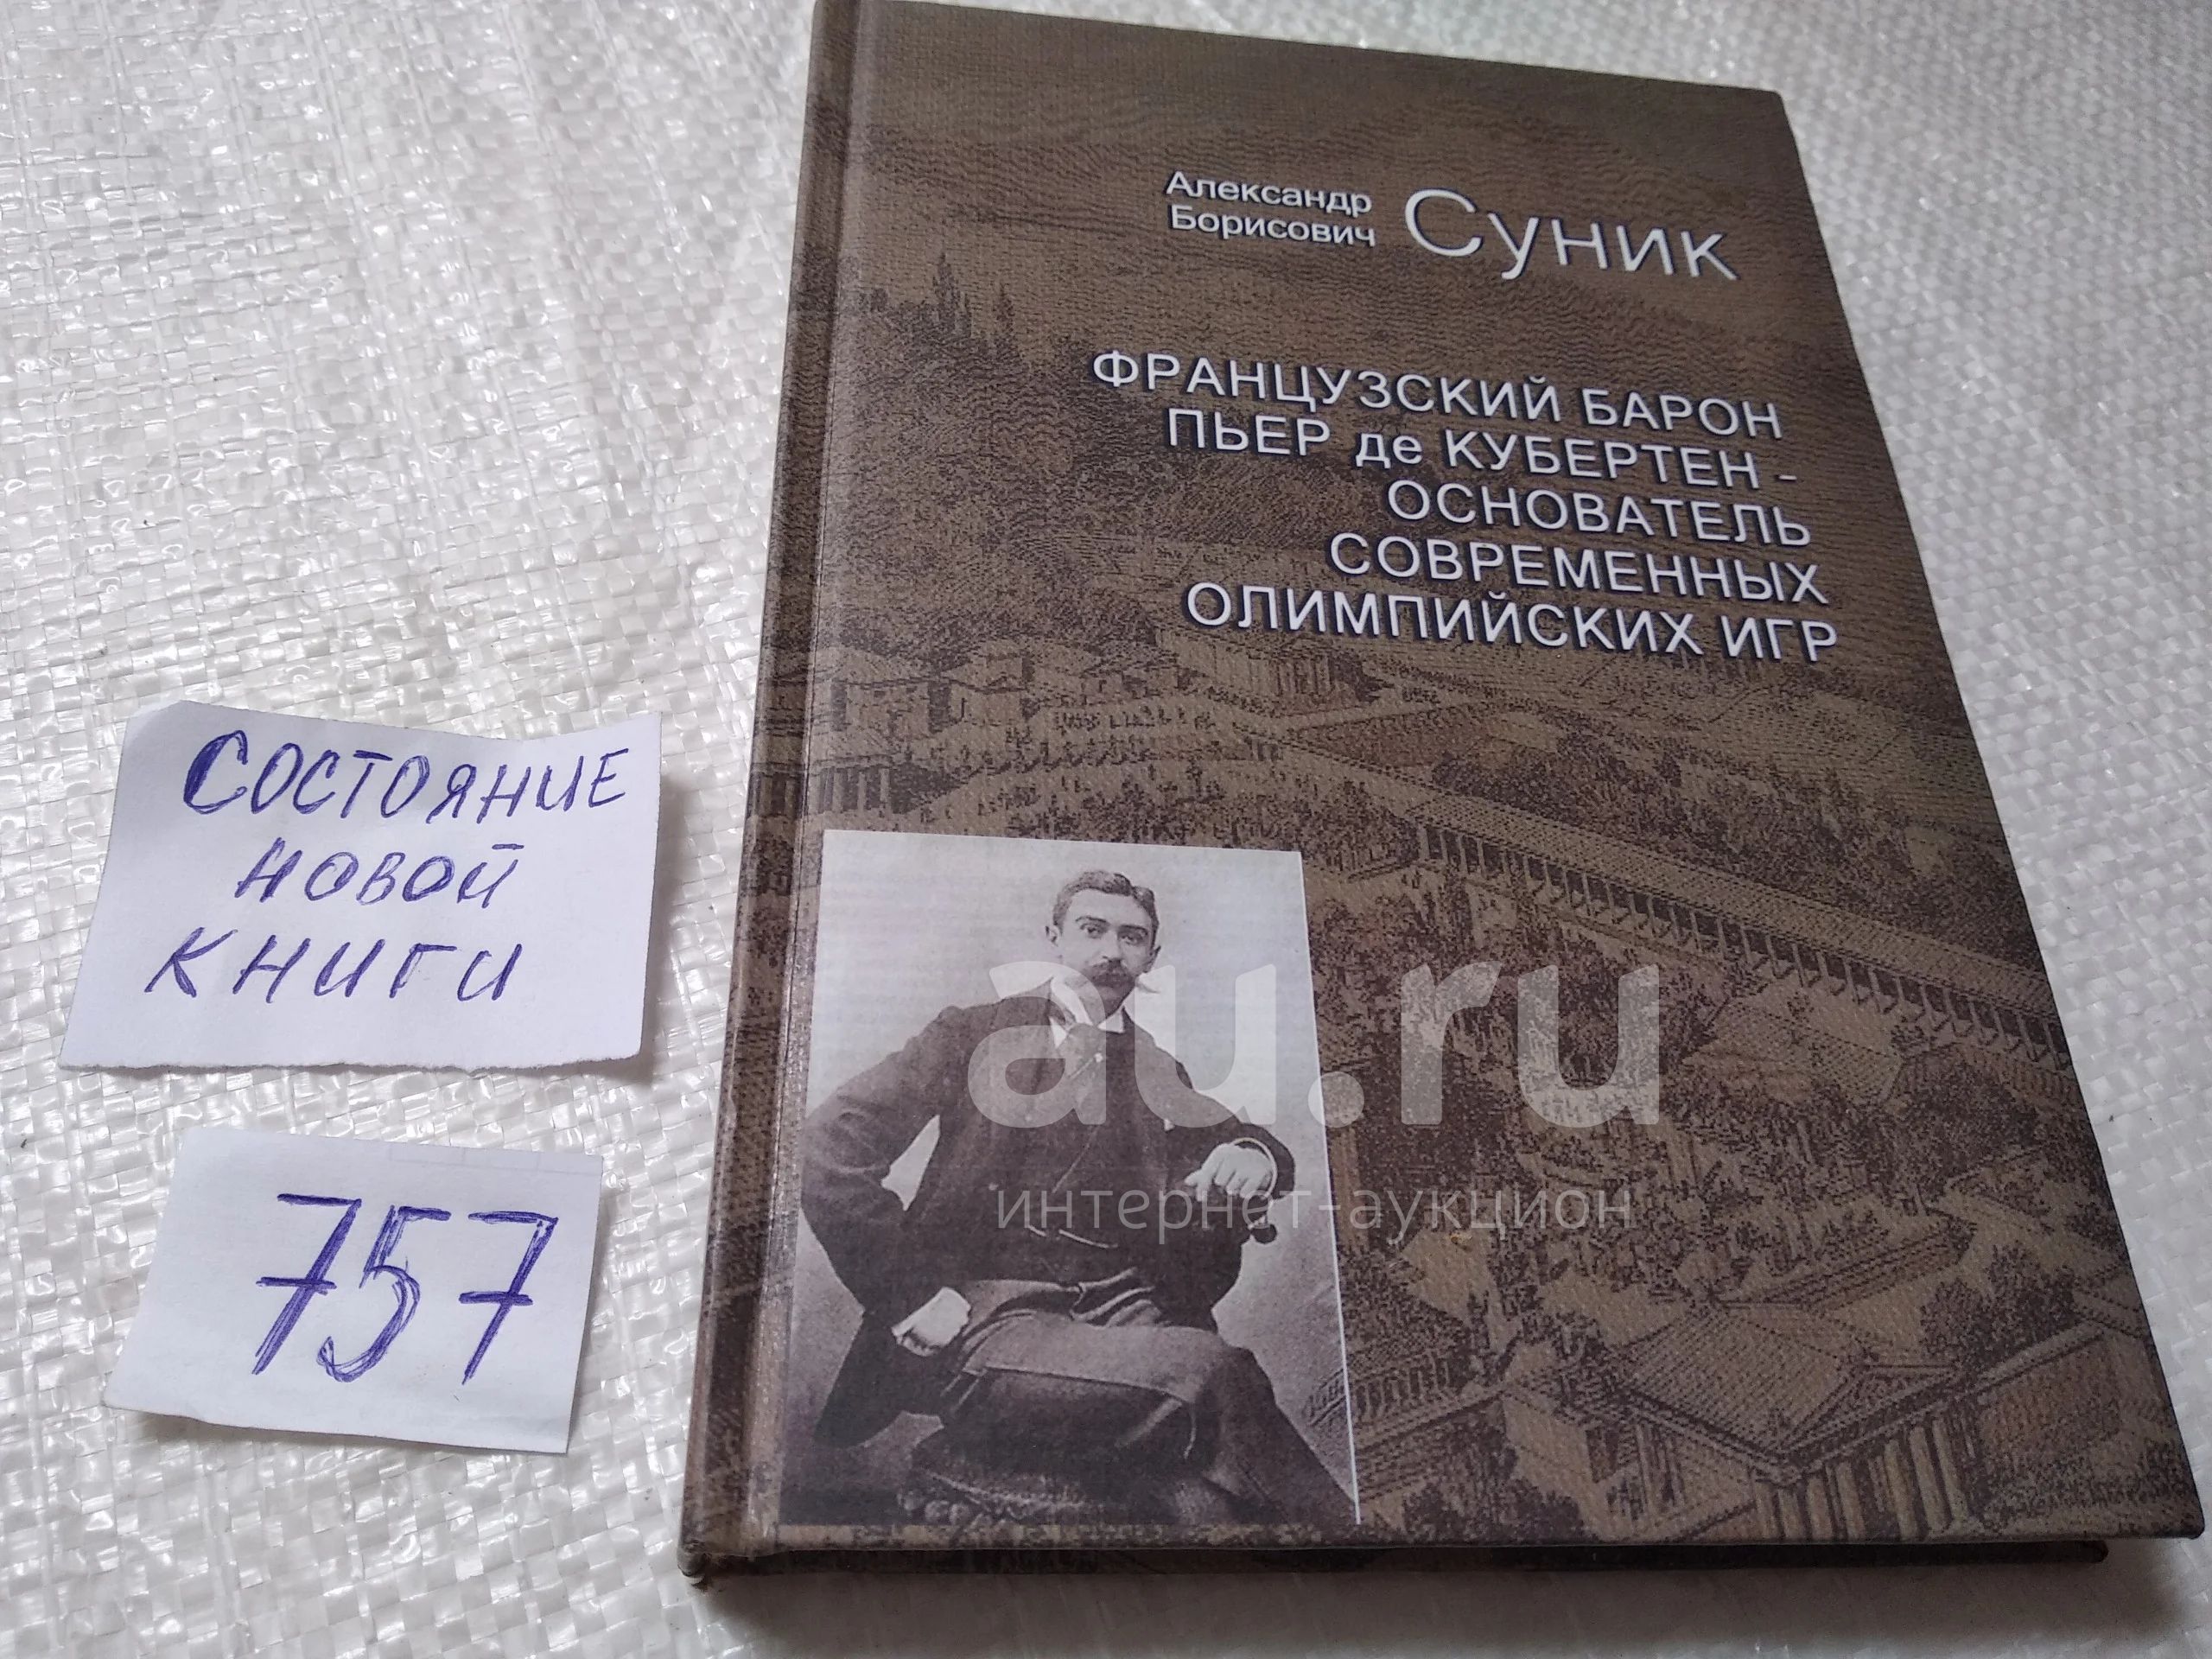 Александр
Борисович
Суник
ФРАНЦУЗСКИЙ БАРОН
ПЬЕР де КУБЕРТЕН -
ОСНОВАТЕЛЬ
СОВРЕМЕННЫХ
ОЛИМПИЙСКИХ ИГР
СОСТОЯНИЕ
НОВОЙ
КНИГИ
757
au.ru
интернет-аукцион